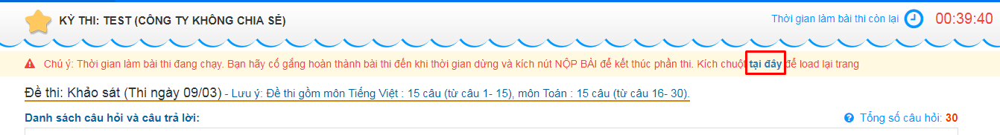 KỲ THI: TEST (CÔNG TY KHÔNG CHIA SẺ)
Thời gian làm bài thi còn lại 00:39:40
Chú ý: Thời gian làm bài thi đang chạy. Bạn hãy cố gắng hoàn thành bài thi đến khi thời gian dừng và kích nút NỘP BÀI để kết thúc phần thi. Kích chuột tại đây để load lại trang
Đề thi: Khảo sát (Thi ngày 09/03) - Lưu ý: Đề thi gồm môn Tiếng Việt : 15 câu (từ câu 1- 15), môn Toán : 15 câu (từ câu 16- 30).
Danh sách câu hỏi và câu trả lời:
Tổng số câu hỏi: 30